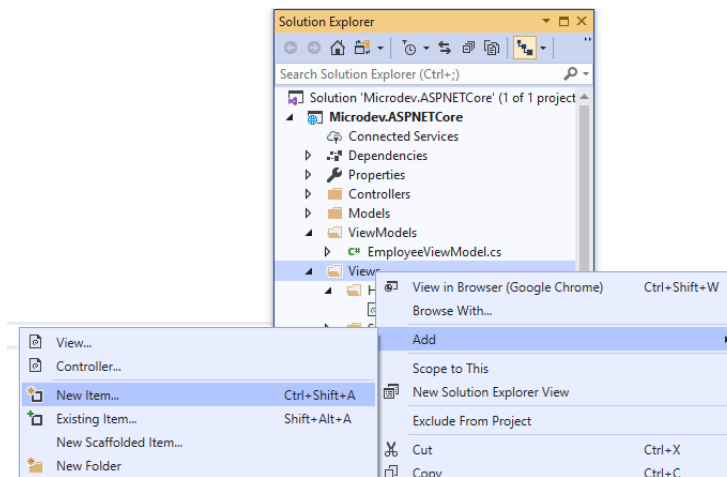 Solution Explorer
Search Solution Explorer (Ctrl+;)
Solution 'Microdev.ASPNETCore' (1 of 1 project
Microdev.ASPNETCore
Connected Services
Dependencies
Properties
Controllers
Models
ViewModels
C# EmployeeViewModel.cs
Views
H
S
View in Browser (Google Chrome) Ctrl+Shift+W
Browse With...
Add
Scope to This
New Solution Explorer View
Exclude From Project
Cut Ctrl+X
Copy Ctrl+C
View...
Controller...
New Item... Ctrl+Shift+A
Existing Item... Shift+Alt+A
New Scaffolded Item...
New Folder